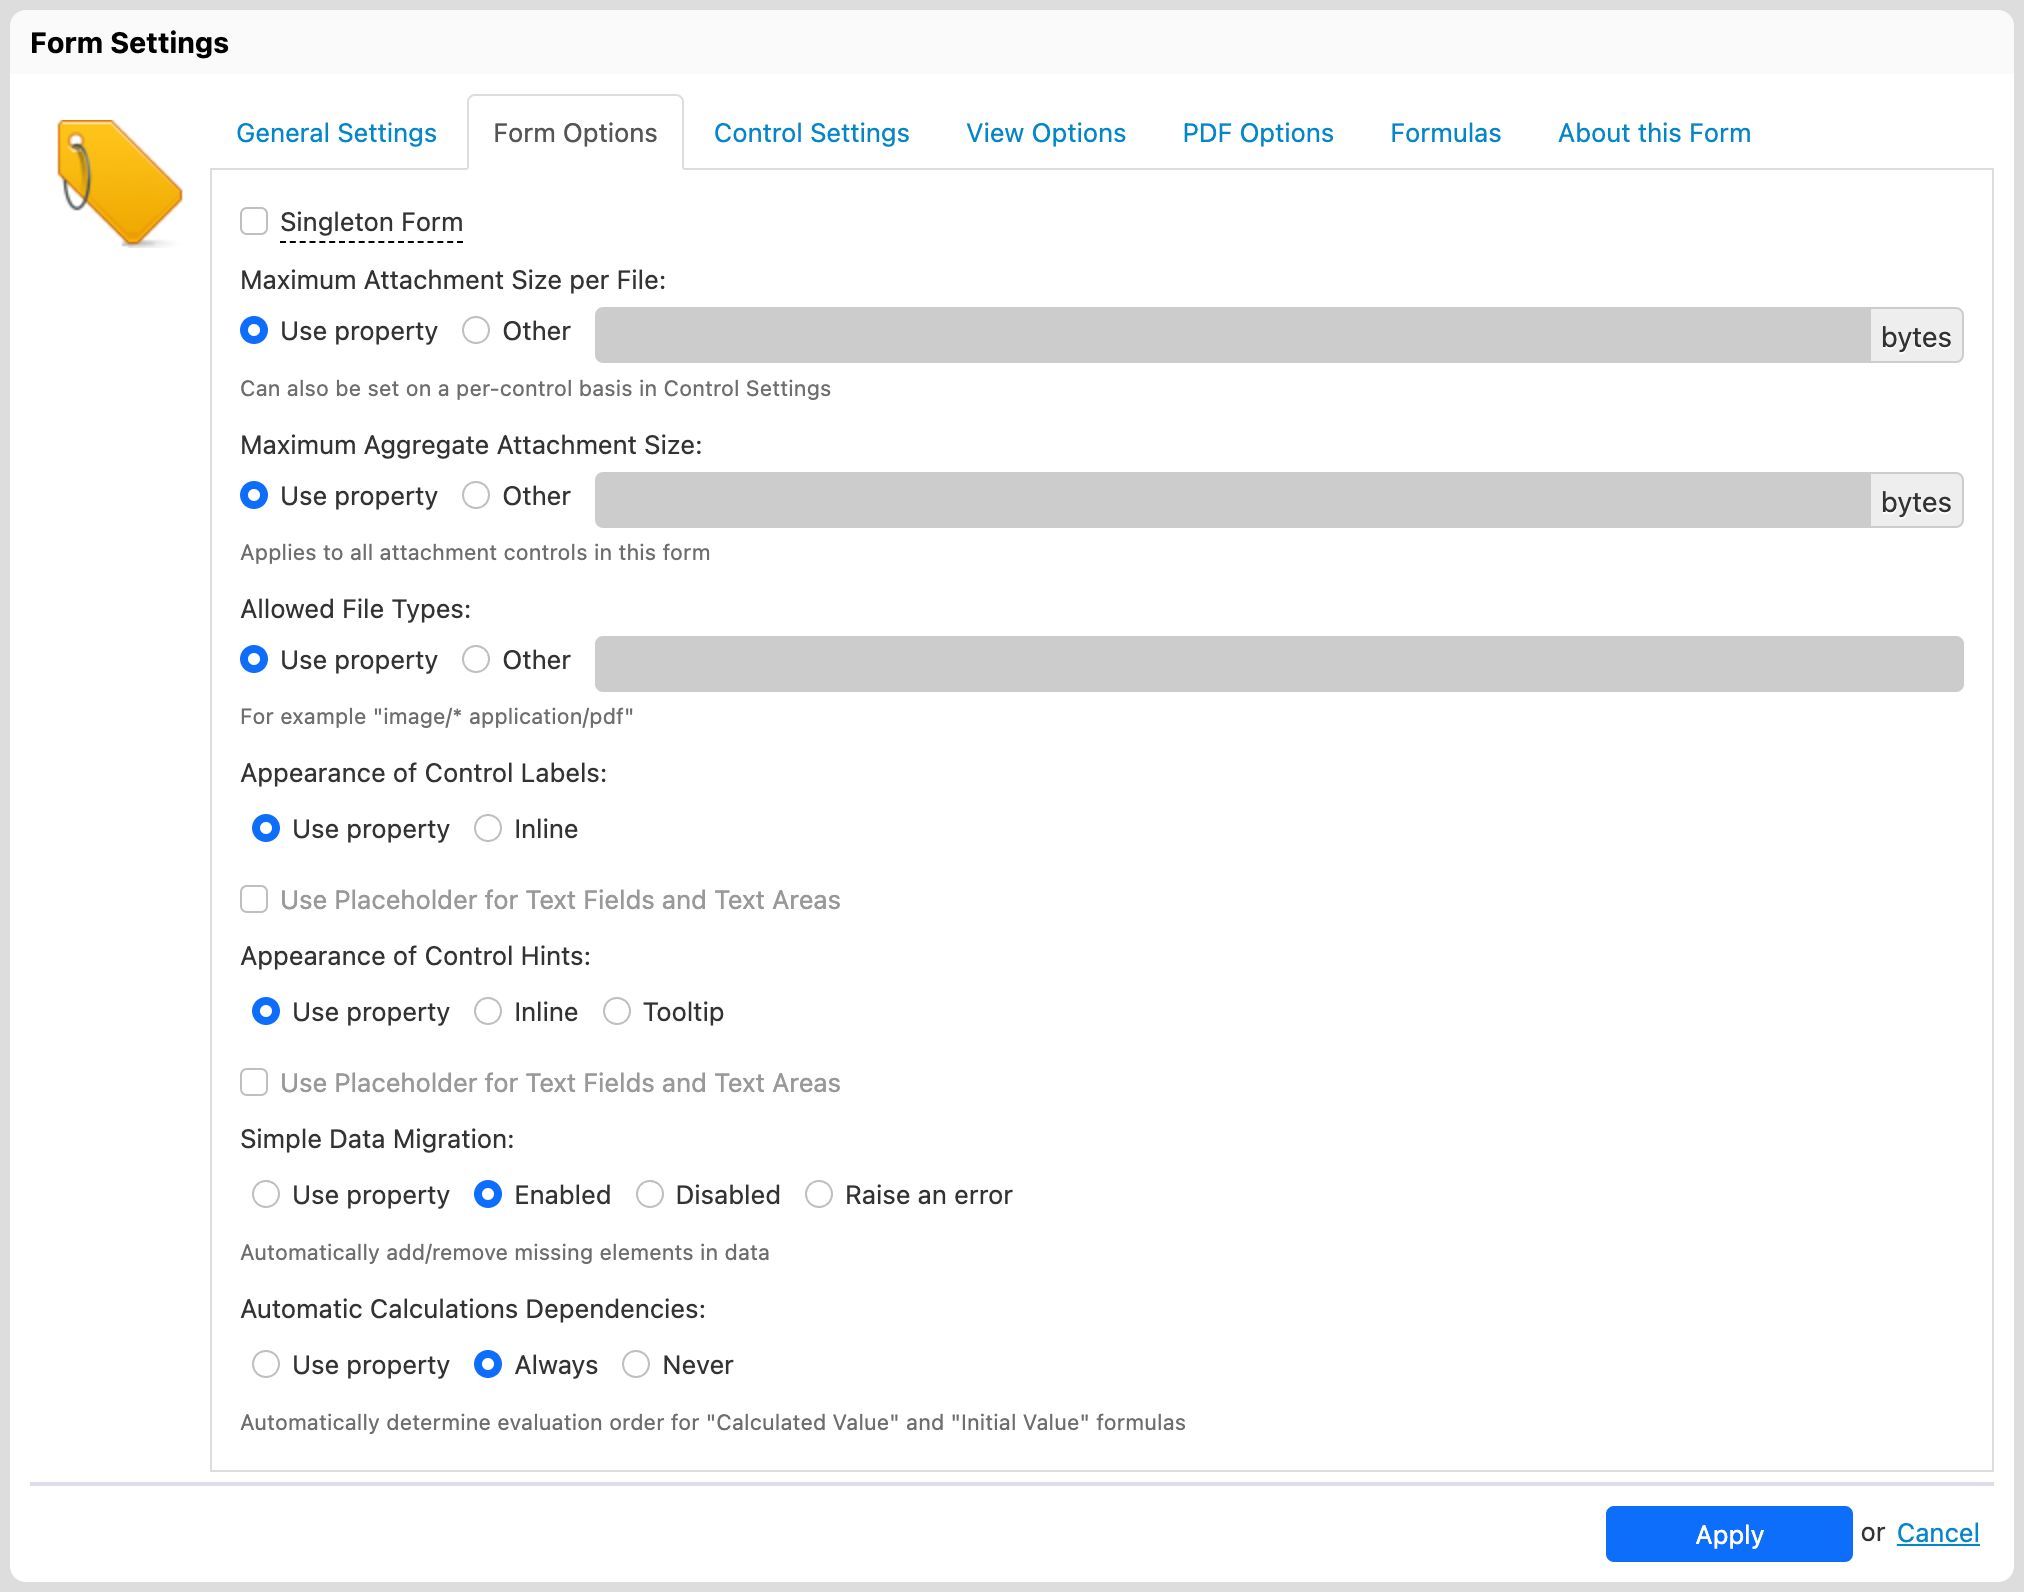 Form Settings
General Settings Form Options Control Settings View Options PDF Options Formulas About this Form
Singleton Form
Maximum Attachment Size per File:
Use property Other bytes
Can also be set on a per-control basis in Control Settings
Maximum Aggregate Attachment Size:
Use property Other bytes
Applies to all attachment controls in this form
Allowed File Types:
Use property Other
For example "image/* application/pdf"
Appearance of Control Labels:
Use property Inline
Use Placeholder for Text Fields and Text Areas
Appearance of Control Hints:
Use property Inline Tooltip
Use Placeholder for Text Fields and Text Areas
Simple Data Migration:
Use property Enabled Disabled Raise an error
Automatically add/remove missing elements in data
Automatic Calculations Dependencies:
Use property Always Never
Automatically determine evaluation order for "Calculated Value" and "Initial Value" formulas
Apply or Cancel